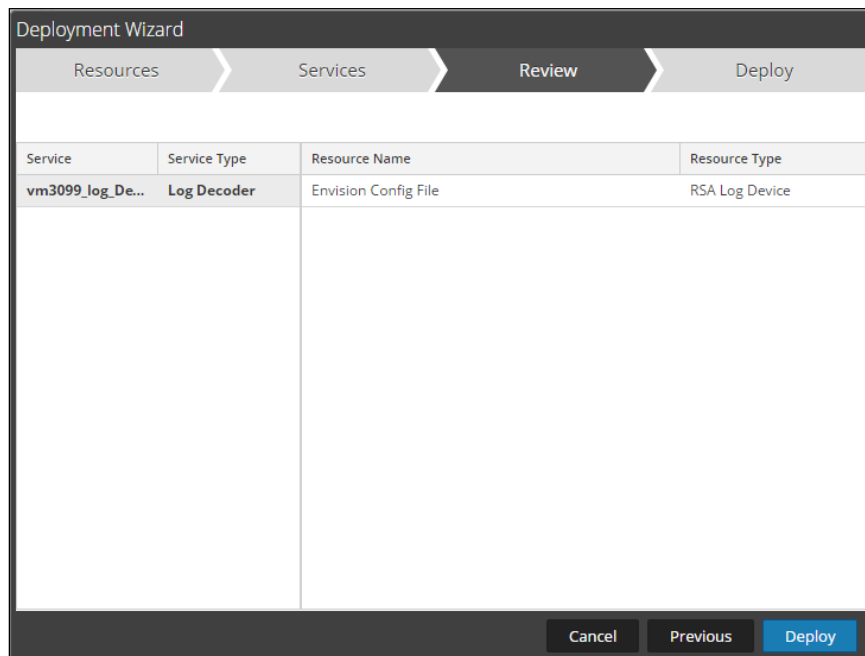 Deployment Wizard
Resources Services Review Deploy
Service Service Type Resource Name Resource Type
vm3099_log_De... Log Decoder Envision Config File RSA Log Device
Cancel Previous Deploy